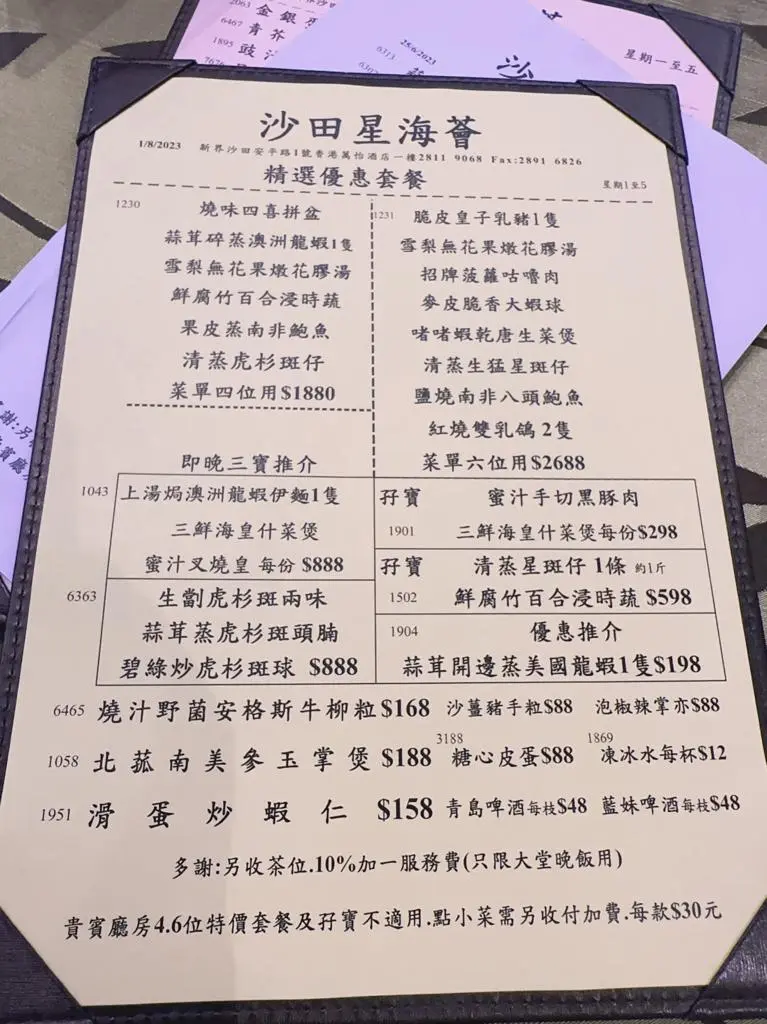 2063 金銀
6467 青芥
1895 豉汁
6313
25/6/2023
星期一至五
沙田星海薈
1/8/2023 新界沙田安平路1號香港萬怡酒店一樓2811 9068 Fax:2891 6826
精選優惠套餐
星期1至5
1230 燒味四喜拼盆
蒜茸碎蒸澳洲龍蝦1隻
雪梨無花果燉花膠湯
鮮腐竹百合浸時蔬
果皮蒸南非鮑魚
清蒸虎杉斑仔
菜單四位用$1880
1231 脆皮皇子乳豬1隻
雪梨無花果燉花膠湯
招牌菠蘿咕嚕肉
麥皮脆香大蝦球
啫啫蝦乾唐生菜煲
清蒸生猛星斑仔
鹽燒南非八頭鮑魚
紅燒雙乳鴿 2隻
菜單六位用$2688
即晚三寶推介
1043 上湯焗澳洲龍蝦伊麵1隻
三鮮海皇什菜煲
蜜汁叉燒皇 每份 $888
6363 生劏虎杉斑兩味
蒜茸蒸虎杉斑頭腩
碧綠炒虎杉斑球 $888
孖寶 蜜汁手切黑豚肉
1901 三鮮海皇什菜煲每份$298
孖寶 清蒸星斑仔 1條 約1斤
1502 鮮腐竹百合浸時蔬 $598
1904 優惠推介
蒜茸開邊蒸美國龍蝦1隻$198
6465 燒汁野菌安格斯牛柳粒$168 沙薑豬手粒$88 泡椒辣掌亦$88
1058 北菰南美參玉掌煲 $188 3188 糖心皮蛋$88 1869 凍冰水每杯$12
1951 滑蛋炒蝦仁 $158 青島啤酒每枝$48 藍妹啤酒每枝$48
多謝:另收茶位.10%加一服務費(只限大堂晚飯用)
貴賓廳房4.6位特價套餐及孖寶不適用.點小菜需另收付加費.每款$30元